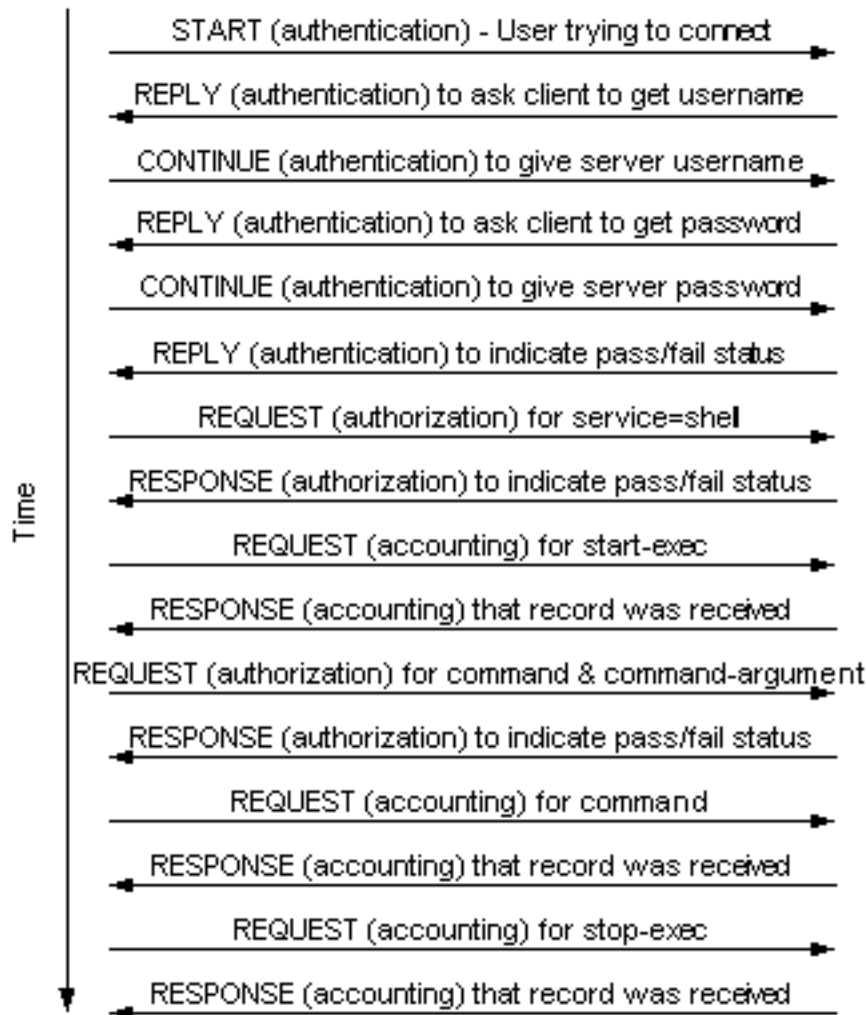 START (authentication) - User trying to connect
REPLY (authentication) to ask client to get username
CONTINUE (authentication) to give server username
REPLY (authentication) to ask client to get password
CONTINUE (authentication) to give server password
REPLY (authentication) to indicate pass/fail status
REQUEST (authorization) for service=shell
RESPONSE (authorization) to indicate pass/fail status
Time
REQUEST (accounting) for start-exec
RESPONSE (accounting) that record was received
REQUEST (authorization) for command & command-argument
RESPONSE (authorization) to indicate pass/fail status
REQUEST (accounting) for command
RESPONSE (accounting) that record was received
REQUEST (accounting) for stop-exec
RESPONSE (accounting) that record was received